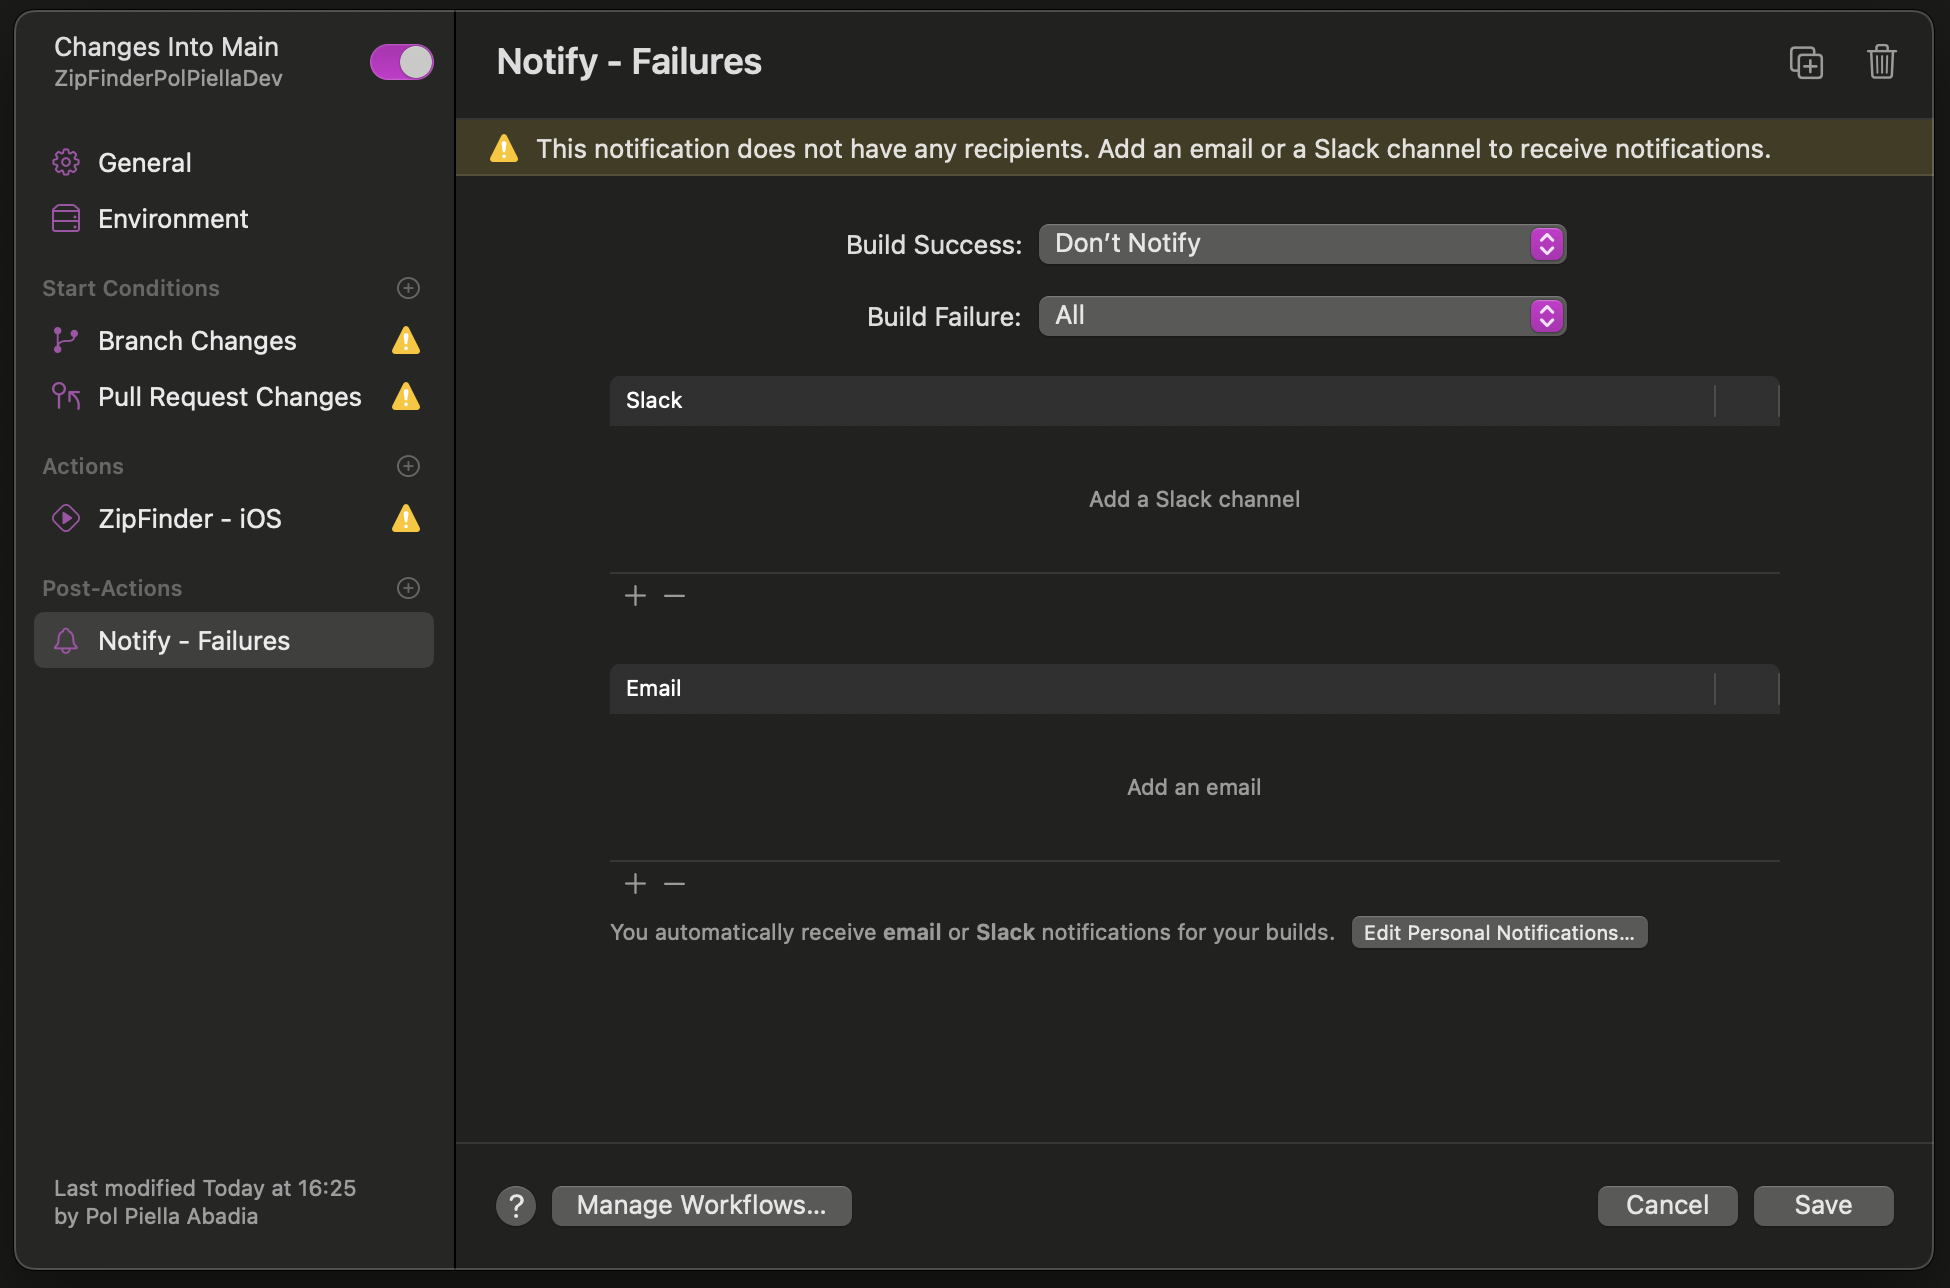 Changes Into Main
ZipFinderPolPiellaDev
General
Environment
Start Conditions
Branch Changes
Pull Request Changes
Actions
ZipFinder - iOS
Post-Actions
Notify - Failures
Last modified Today at 16:25
by Pol Piella Abadia
Notify - Failures
This notification does not have any recipients. Add an email or a Slack channel to receive notifications.
Build Success: Don’t Notify
Build Failure: All
Slack
Add a Slack channel
Email
Add an email
You automatically receive email or Slack notifications for your builds. Edit Personal Notifications...
? Manage Workflows... Cancel Save